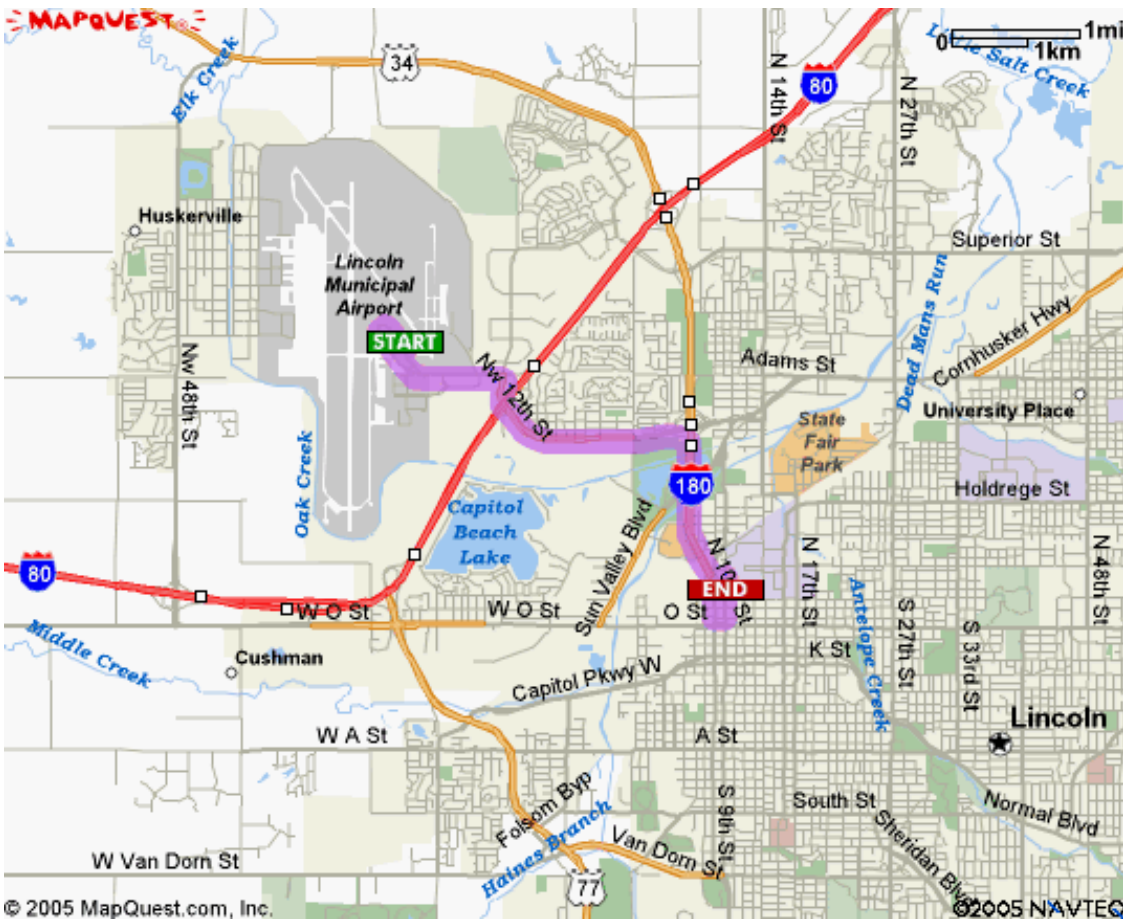 MAPQUEST
Elk Creek
34
N 14th St
80
N 27th St
0
1mi
1km
Little Salt Creek
Huskerville
Superior St
Lincoln
Municipal
Airport
START
Nw 48th St
Nw 12th St
Adams St
Dead Mans Run
Cornhusker Hwy
University Place
State
Fair
Park
Oak Creek
180
Holdrege St
Capitol
Beach
Lake
Sun Valley Blvd
N 10
St
END
N 17th St
N 48th St
80
W O St
W O St
O St
Antelope Creek
S 27th St
S 33rd St
K St
Middle Creek
Cushman
Capitol Pkwy W
Lincoln
W A St
A St
Folsom Byp
S 9th St
South St
Normal Blvd
Sheridan Blv
W Van Dorn St
Haines Branch
Van Dorn St
77
© 2005 MapQuest.com, Inc.
©2005 NAVTEQ